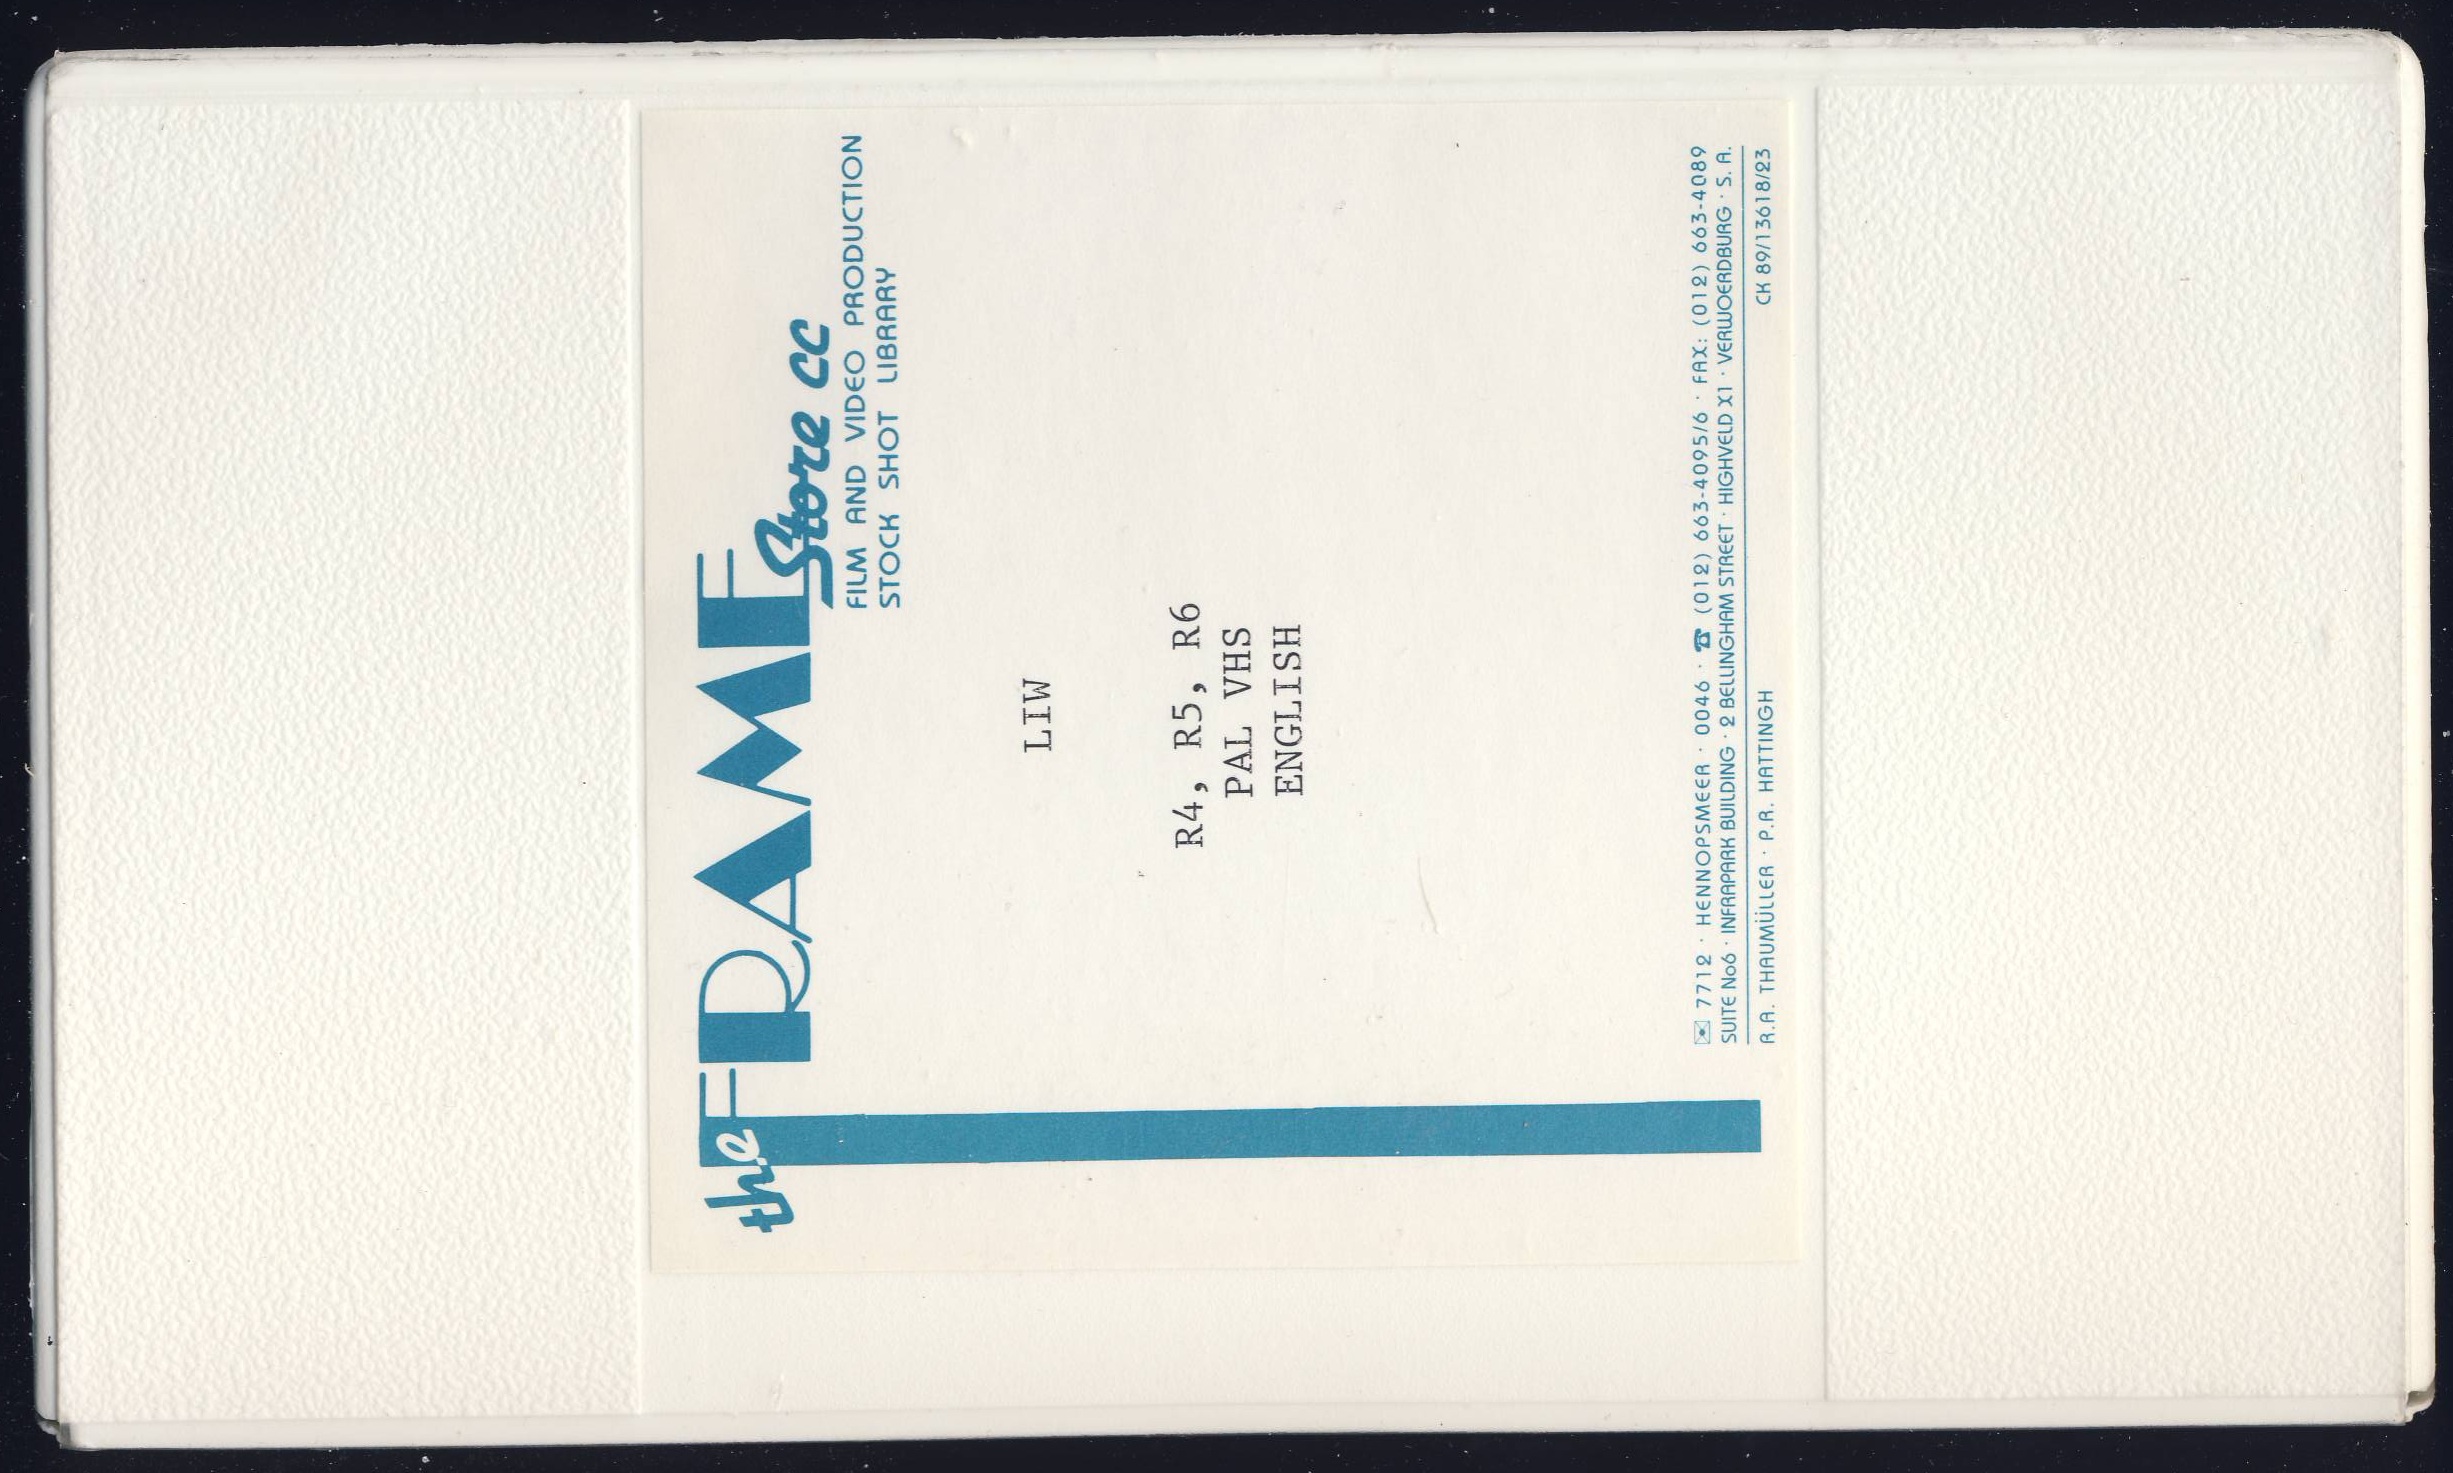 the FRAME
Store cc
FILM AND VIDEO PRODUCTION
STOCK SHOT LIBRARY
LIW
R4, R5, R6
PAL VHS
ENGLISH
✉ 7712 · HENNOPSMEER · 0046 · ☎ (012) 663-4095/6 · FAX: (012) 663-4089
SUITE No6 · INFRAPARK BUILDING · 2 BELLINGHAM STREET · HIGHVELD X1 · VERWOERDBURG · S.A.
R.A. THAUMÜLLER · P.R. HATTINGH CK 89/13618/23